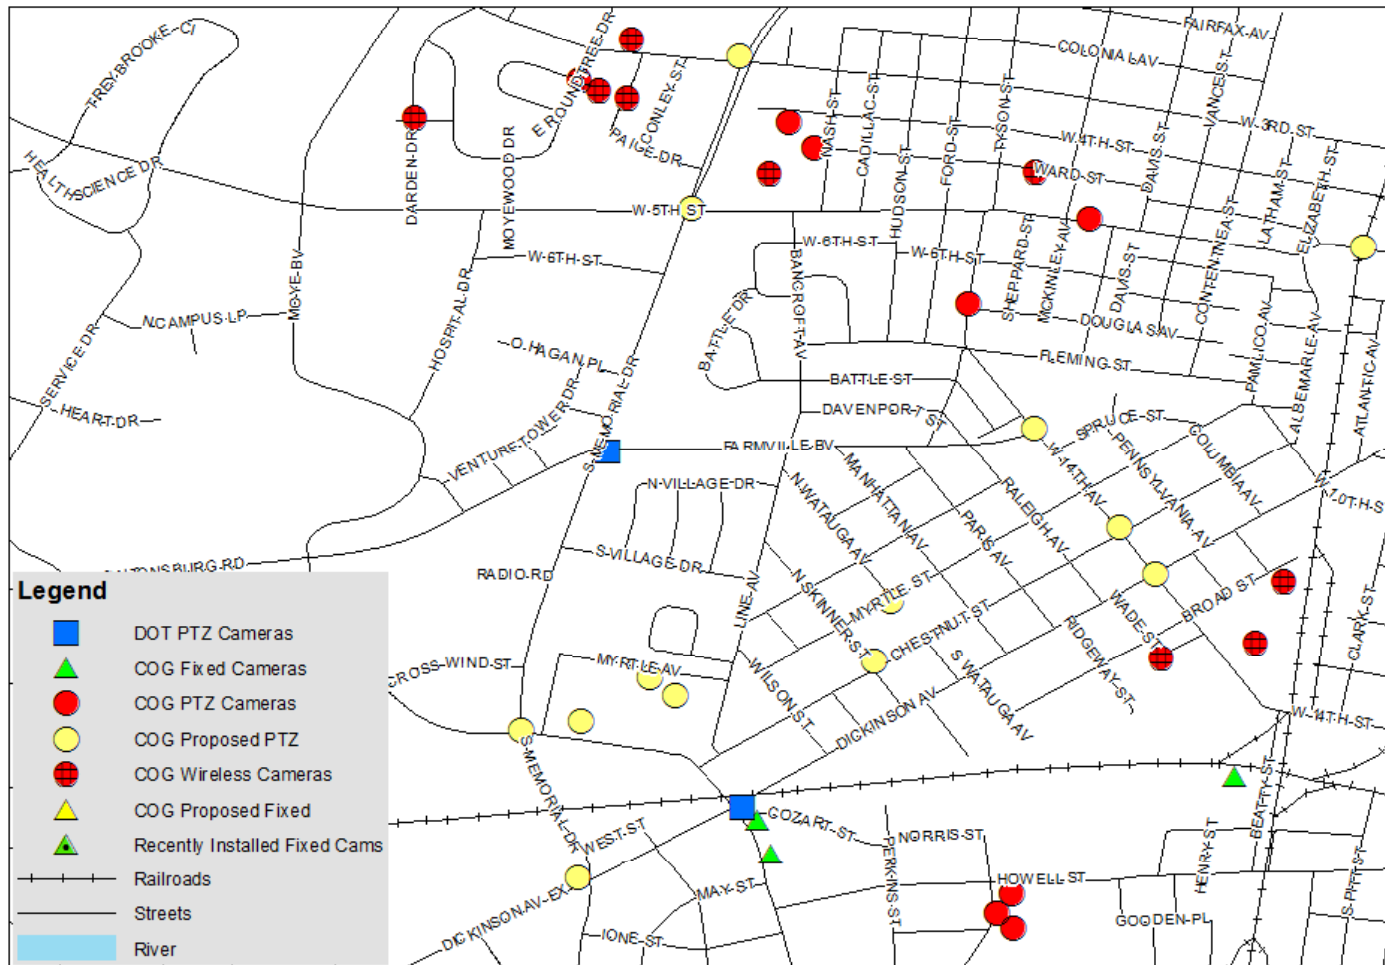 TREYBROOKE CI
HEALTHSCIENCE DR
SERVICE DR
N CAMPUS LP
HEART DR
MOYE BV
DARDEN DR
MOYEWOOD DR
E ROUNDTREE DR
CONLEY ST
PAIGE DR
W 5TH ST
W 6TH ST
HOSPITAL DR
O HAGAN PL
VENTURE TOWER DR
S MEMORIAL DR
FAIRFAX AV
COLONIAL AV
VANCE ST
W 3RD ST
W 4TH ST
WARD ST
NASH ST
CADILLAC ST
HUDSON ST
FORD ST
TYSON ST
DAVIS ST
LATHAM ST
ELIZABETH ST
CONTENTNEA ST
W 6TH ST
W 6TH ST
SHEPPARD ST
MCKINLEY AV
DAVIS ST
DOUGLAS AV
FLEMING ST
PAMLICO AV
ALBEMARLE AV
ATLANTIC AV
BANCROFT AV
BATTLE DR
BATTLE ST
DAVENPORT ST
FARMVILLE BV
SPRUCE ST
W 14TH AV
PENNSYLVANIA AV
COLUMBIA AV
W 10TH S
N VILLAGE DR
S VILLAGE DR
RADIO RD
LINE AV
N WATAUGA AV
MANHATTAN AV
PARIS AV
RALEIGH AV
N SKINNER ST
MYRTLE ST
CHESTNUT ST
S WATAUGA AV
RIDGEWAY ST
WADE ST
BROAD ST
CLARK ST
W 14TH ST
CROSS WIND ST
MYRTLE AV
WILSON ST
DICKINSON AV
S MEMORIAL DR
WEST ST
DICKINSON AV EX
IONE ST
MAY ST
COZART ST
PERKINS ST
NORRIS ST
HOWELL ST
GOODEN PL
HENRY ST
BEATTY ST
S PITT ST
Legend
DOT PTZ Cameras
COG Fixed Cameras
COG PTZ Cameras
COG Proposed PTZ
COG Wireless Cameras
COG Proposed Fixed
Recently Installed Fixed Cams
Railroads
Streets
River